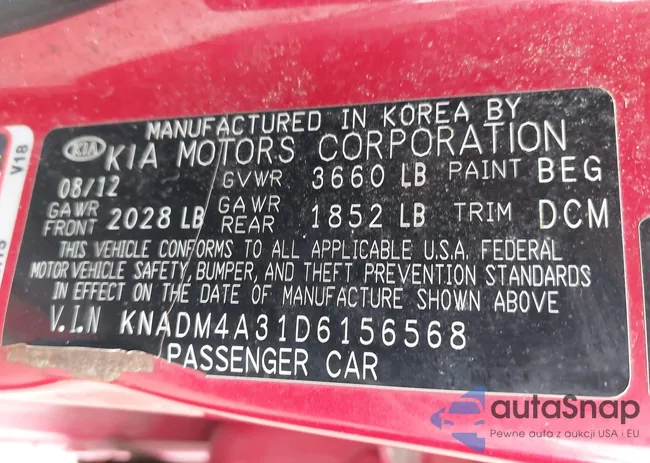 MANUFACTURED IN KOREA BY
KIA KIA MOTORS CORPORATION
08/12 GVWR 3660 LB PAINT BEG
GAWR FRONT 2028 LB GAWR REAR 1852 LB TRIM DCM
THIS VEHICLE CONFORMS TO ALL APPLICABLE U.S.A. FEDERAL
MOTOR VEHICLE SAFETY, BUMPER, AND THEFT PREVENTION STANDARDS
IN EFFECT ON THE DATE OF MANUFACTURE SHOWN ABOVE
V.I.N KNADM4A31D6156568
PASSENGER CAR
V18
autaSnap
Pewne auta z aukcji USA i EU